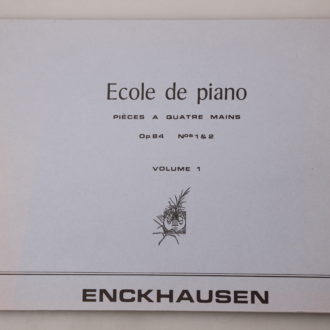 Ecole de piano
PIÈCES A QUATRE MAINS
Op 84 Nos 1 & 2
VOLUME 1
ENCKHAUSEN